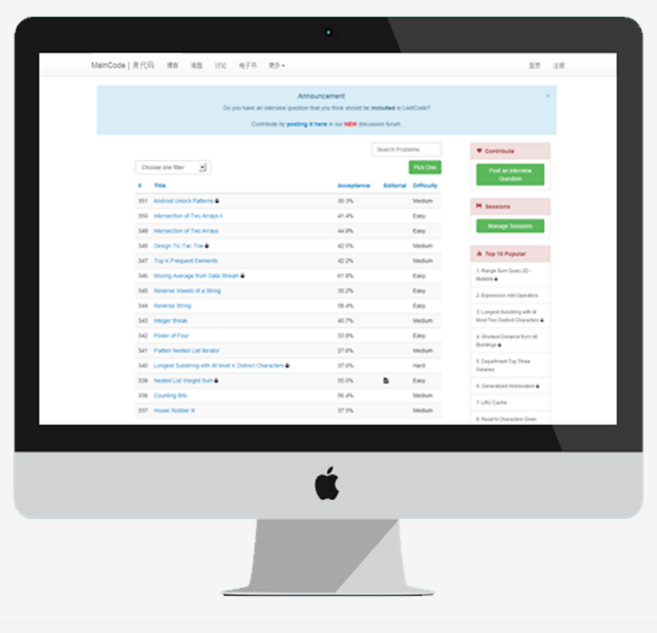 MainCode | 贵代码 博客 难题 讨论 电子书 更多 登录 注册
Announcement
Do you have an interview question that you think should be included in LeetCode?
Contribute by posting it here in our NEW discussion forum.
Search Problems
Choose one filter
Pick One
# Title Acceptance Editorial Difficulty
351 Android Unlock Patterns 30.3% Medium
350 Intersection of Two Arrays II 41.4% Easy
349 Intersection of Two Arrays 44.9% Easy
348 Design Tic-Tac-Toe 42.0% Medium
347 Top K Frequent Elements 42.2% Medium
346 Moving Average from Data Stream 61.8% Easy
345 Reverse Vowels of a String 35.2% Easy
344 Reverse String 56.4% Easy
343 Integer Break 40.7% Medium
342 Power of Four 33.8% Easy
341 Flatten Nested List Iterator 27.6% Medium
340 Longest Substring with At Most K Distinct Characters 37.6% Hard
339 Nested List Weight Sum 55.0% Easy
338 Counting Bits 56.4% Medium
337 House Robber III 37.5% Medium
Contribute
Post an Interview
Question
Sessions
Manage Sessions
Top 10 Popular
1: Range Sum Query 2D -
Mutable
2: Expression Add Operators
3: Longest Substring with At
Most Two Distinct Characters
4: Shortest Distance from All
Buildings
5: Department Top Three
Salaries
6: Generalized Abbreviation
7: LRU Cache
8: Read N Characters Given